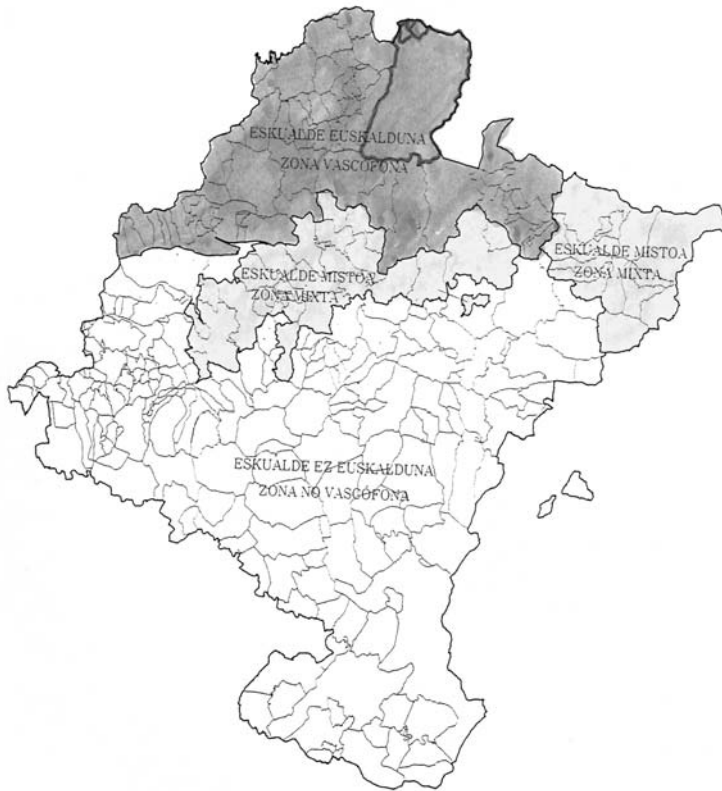 ESKUALDE EUSKALDUNA
ZONA VASCÓFONA
ESKUALDE MISTOA
ZONA MIXTA
ESKUALDE MISTOA
ZONA MIXTA
ESKUALDE EZ EUSKALDUNA
ZONA NO VASCÓFONA